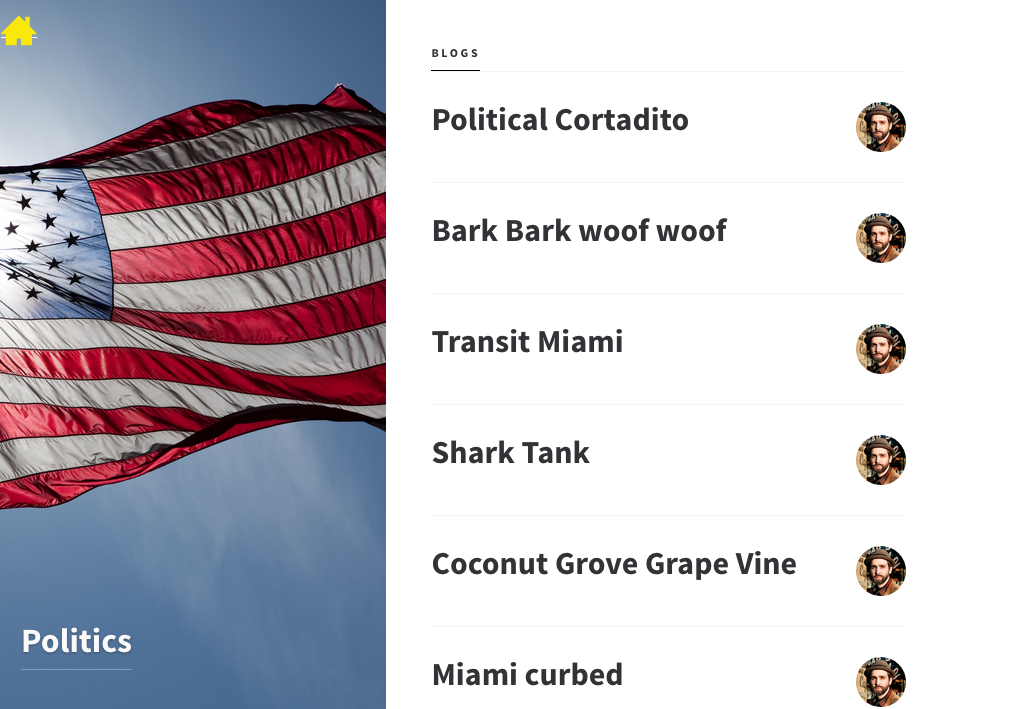 BLOGS
Political Cortadito
Bark Bark woof woof
Transit Miami
Shark Tank
Coconut Grove Grape Vine
Miami curbed
Politics